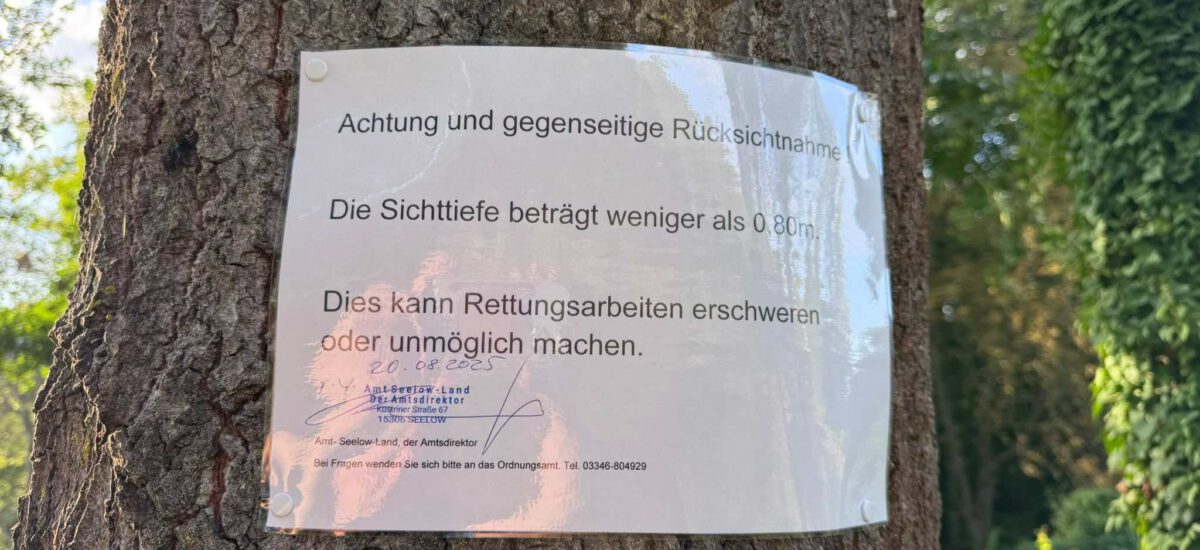 Achtung und gegenseitige Rücksichtnahme
Die Sichttiefe beträgt weniger als 0,80m.
Dies kann Rettungsarbeiten erschweren
oder unmöglich machen.
20.08.2025
Amt Seelow-Land
Der Amtsdirektor
Küstriner Straße 67
15306 SEELOW
Amt- Seelow-Land, der Amtsdirektor
Bei Fragen wenden Sie sich bitte an das Ordnungsamt. Tel. 03346-804929